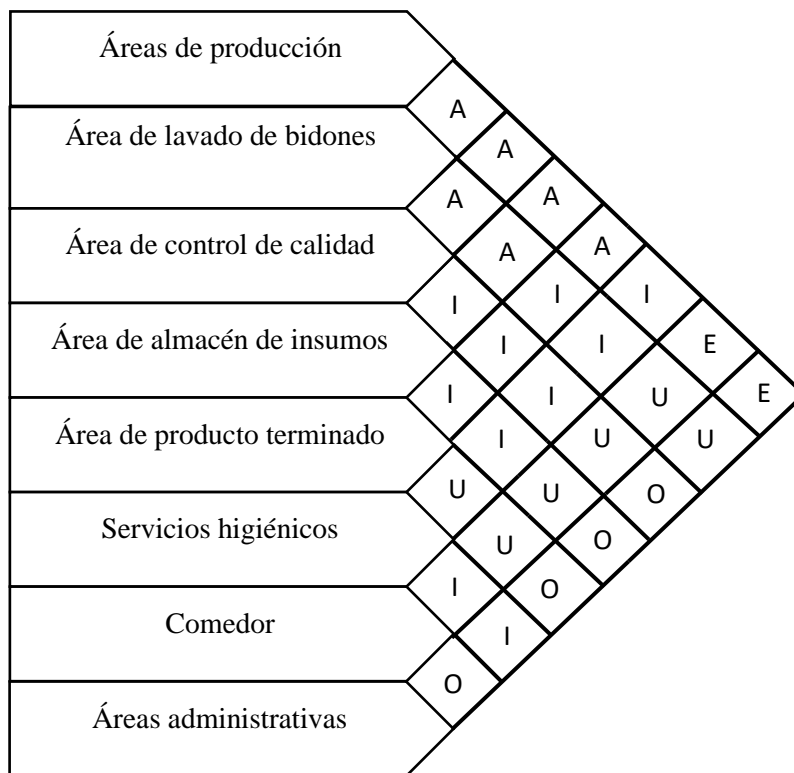 Áreas de producción
A
Área de lavado de bidones
A
A A
Área de control de calidad
A A
I I I
Área de almacén de insumos
I I E
I I U E
Área de producto terminado
I U U
U U O
Servicios higiénicos
U O
I O
Comedor
I
O
Áreas administrativas